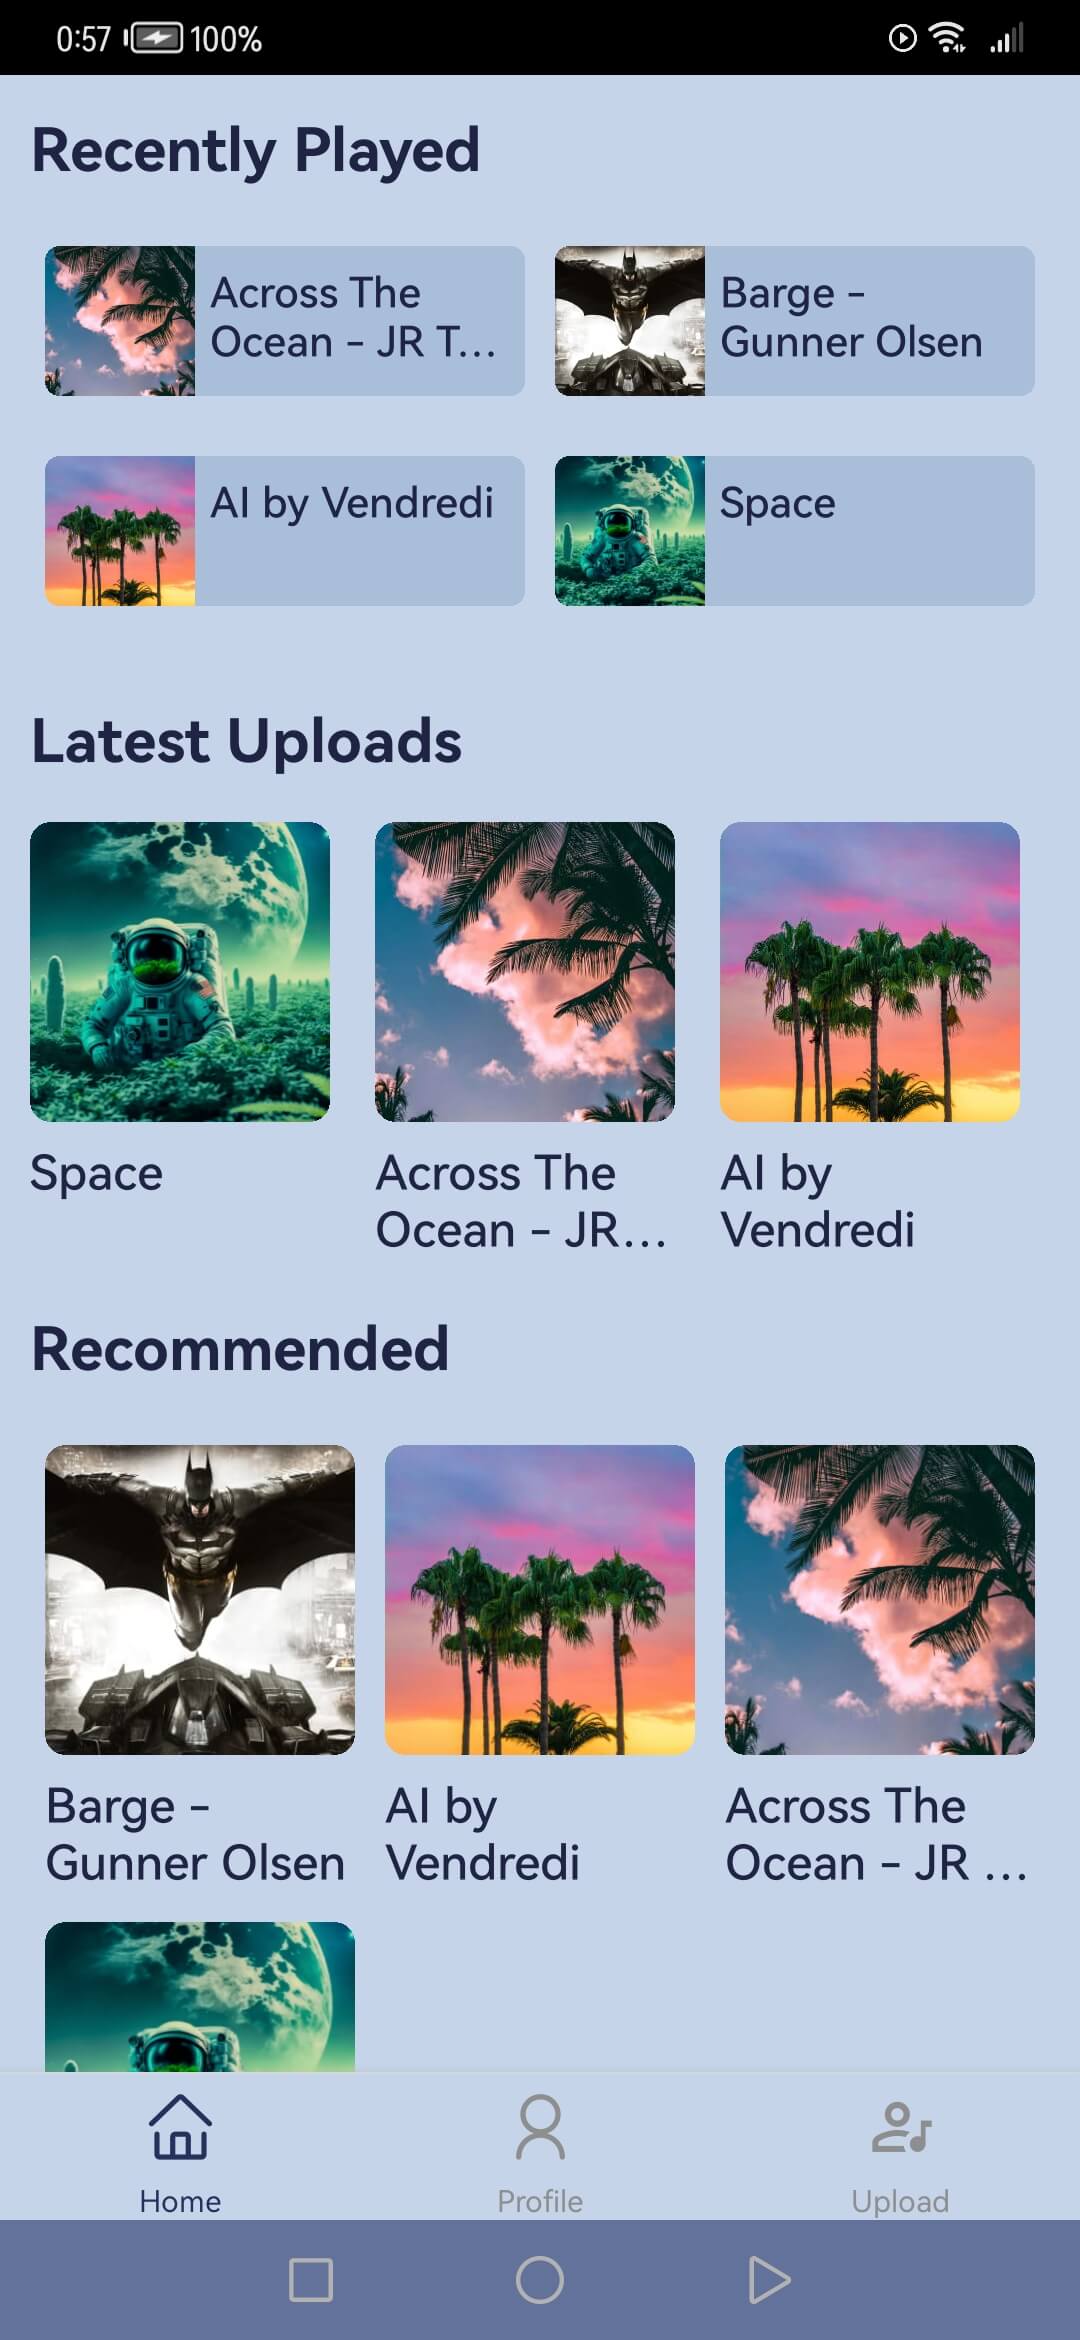 0:57 100%
Recently Played
Across The
Ocean - JR T...
Barge -
Gunner Olsen
AI by Vendredi
Space
Latest Uploads
Space
Across The
Ocean - JR...
AI by
Vendredi
Recommended
Barge -
Gunner Olsen
AI by
Vendredi
Across The
Ocean - JR ...
Home
Profile
Upload